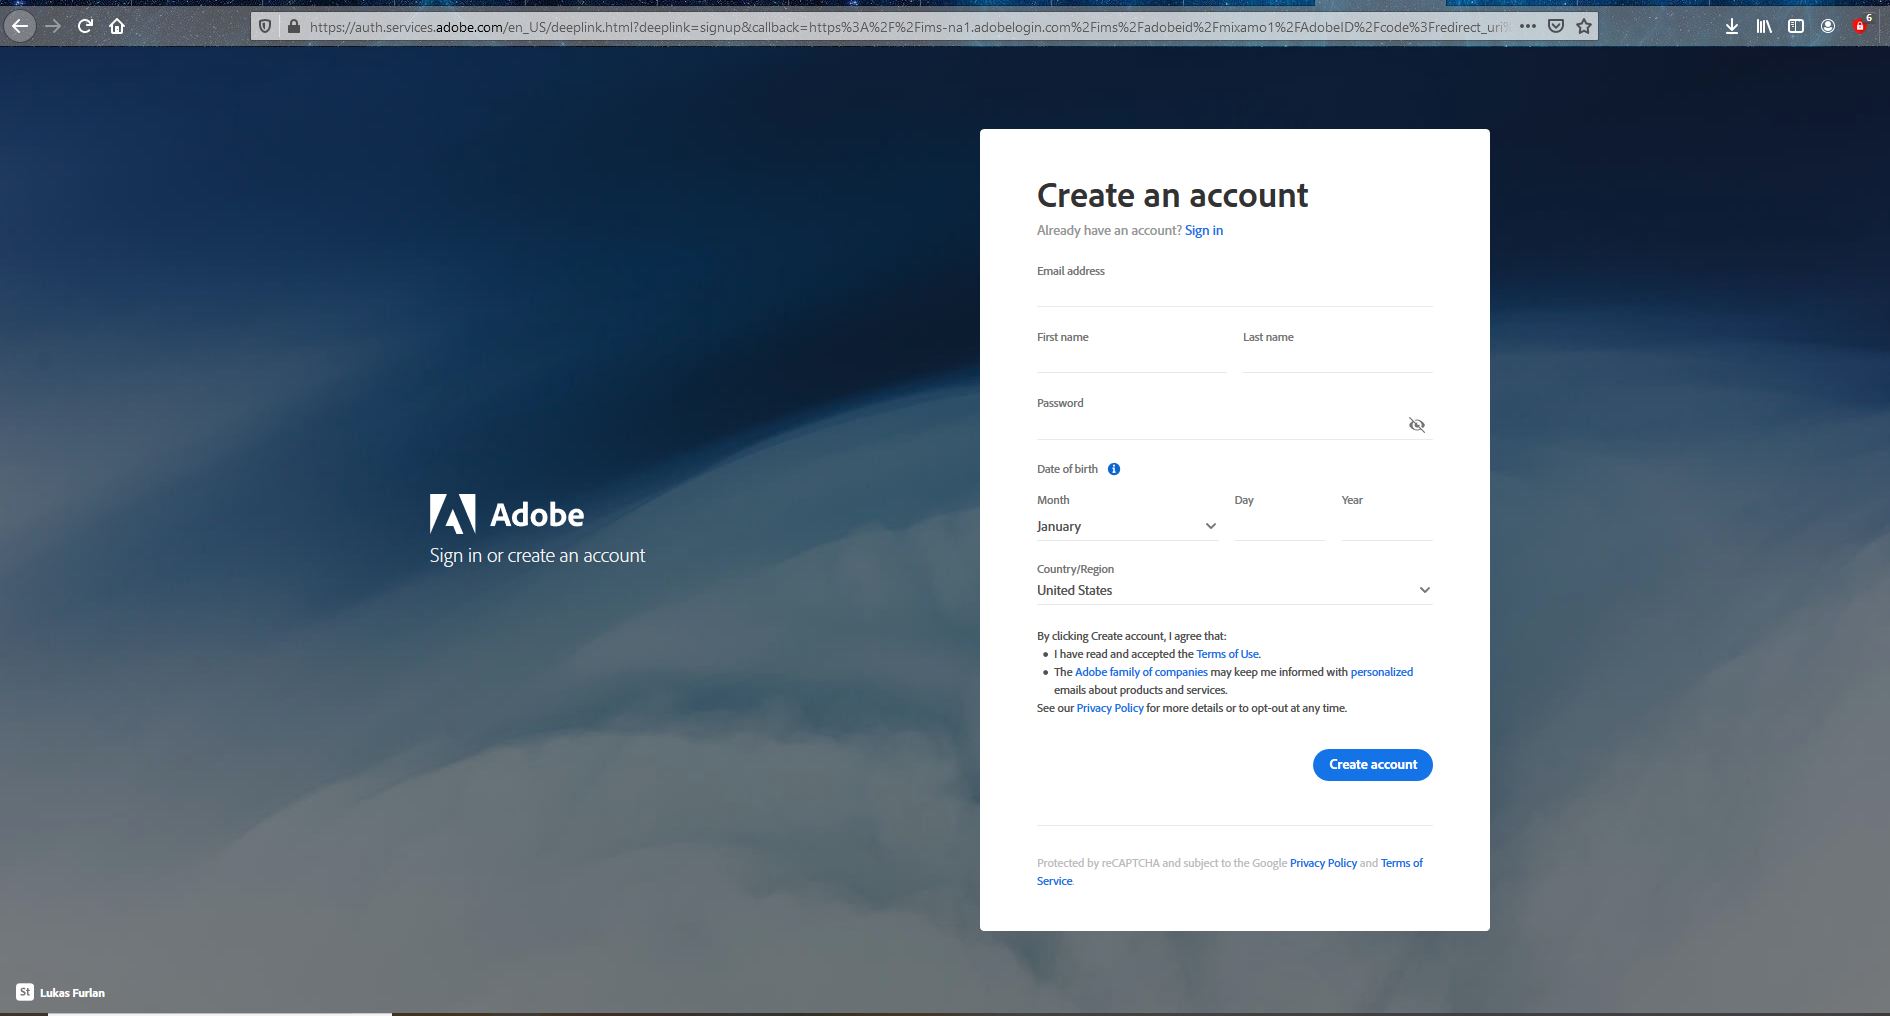 https://auth.services.adobe.com/en_US/deeplink.html?deeplink=signup&callback=https%3A%2F%2Fims-na1.adobelogin.com%2Fims%2Fadobeid%2Fmixamo1%2FAdobeID%2Fcode%3Fredirect_uri%
6
Create an account
Already have an account? Sign in
Email address
First name Last name
Password
Date of birth
Month Day Year
January
Country/Region
United States
By clicking Create account, I agree that:
• I have read and accepted the Terms of Use.
• The Adobe family of companies may keep me informed with personalized
emails about products and services.
See our Privacy Policy for more details or to opt-out at any time.
Create account
Protected by reCAPTCHA and subject to the Google Privacy Policy and Terms of
Service.
Adobe
Sign in or create an account
St Lukas Furlan